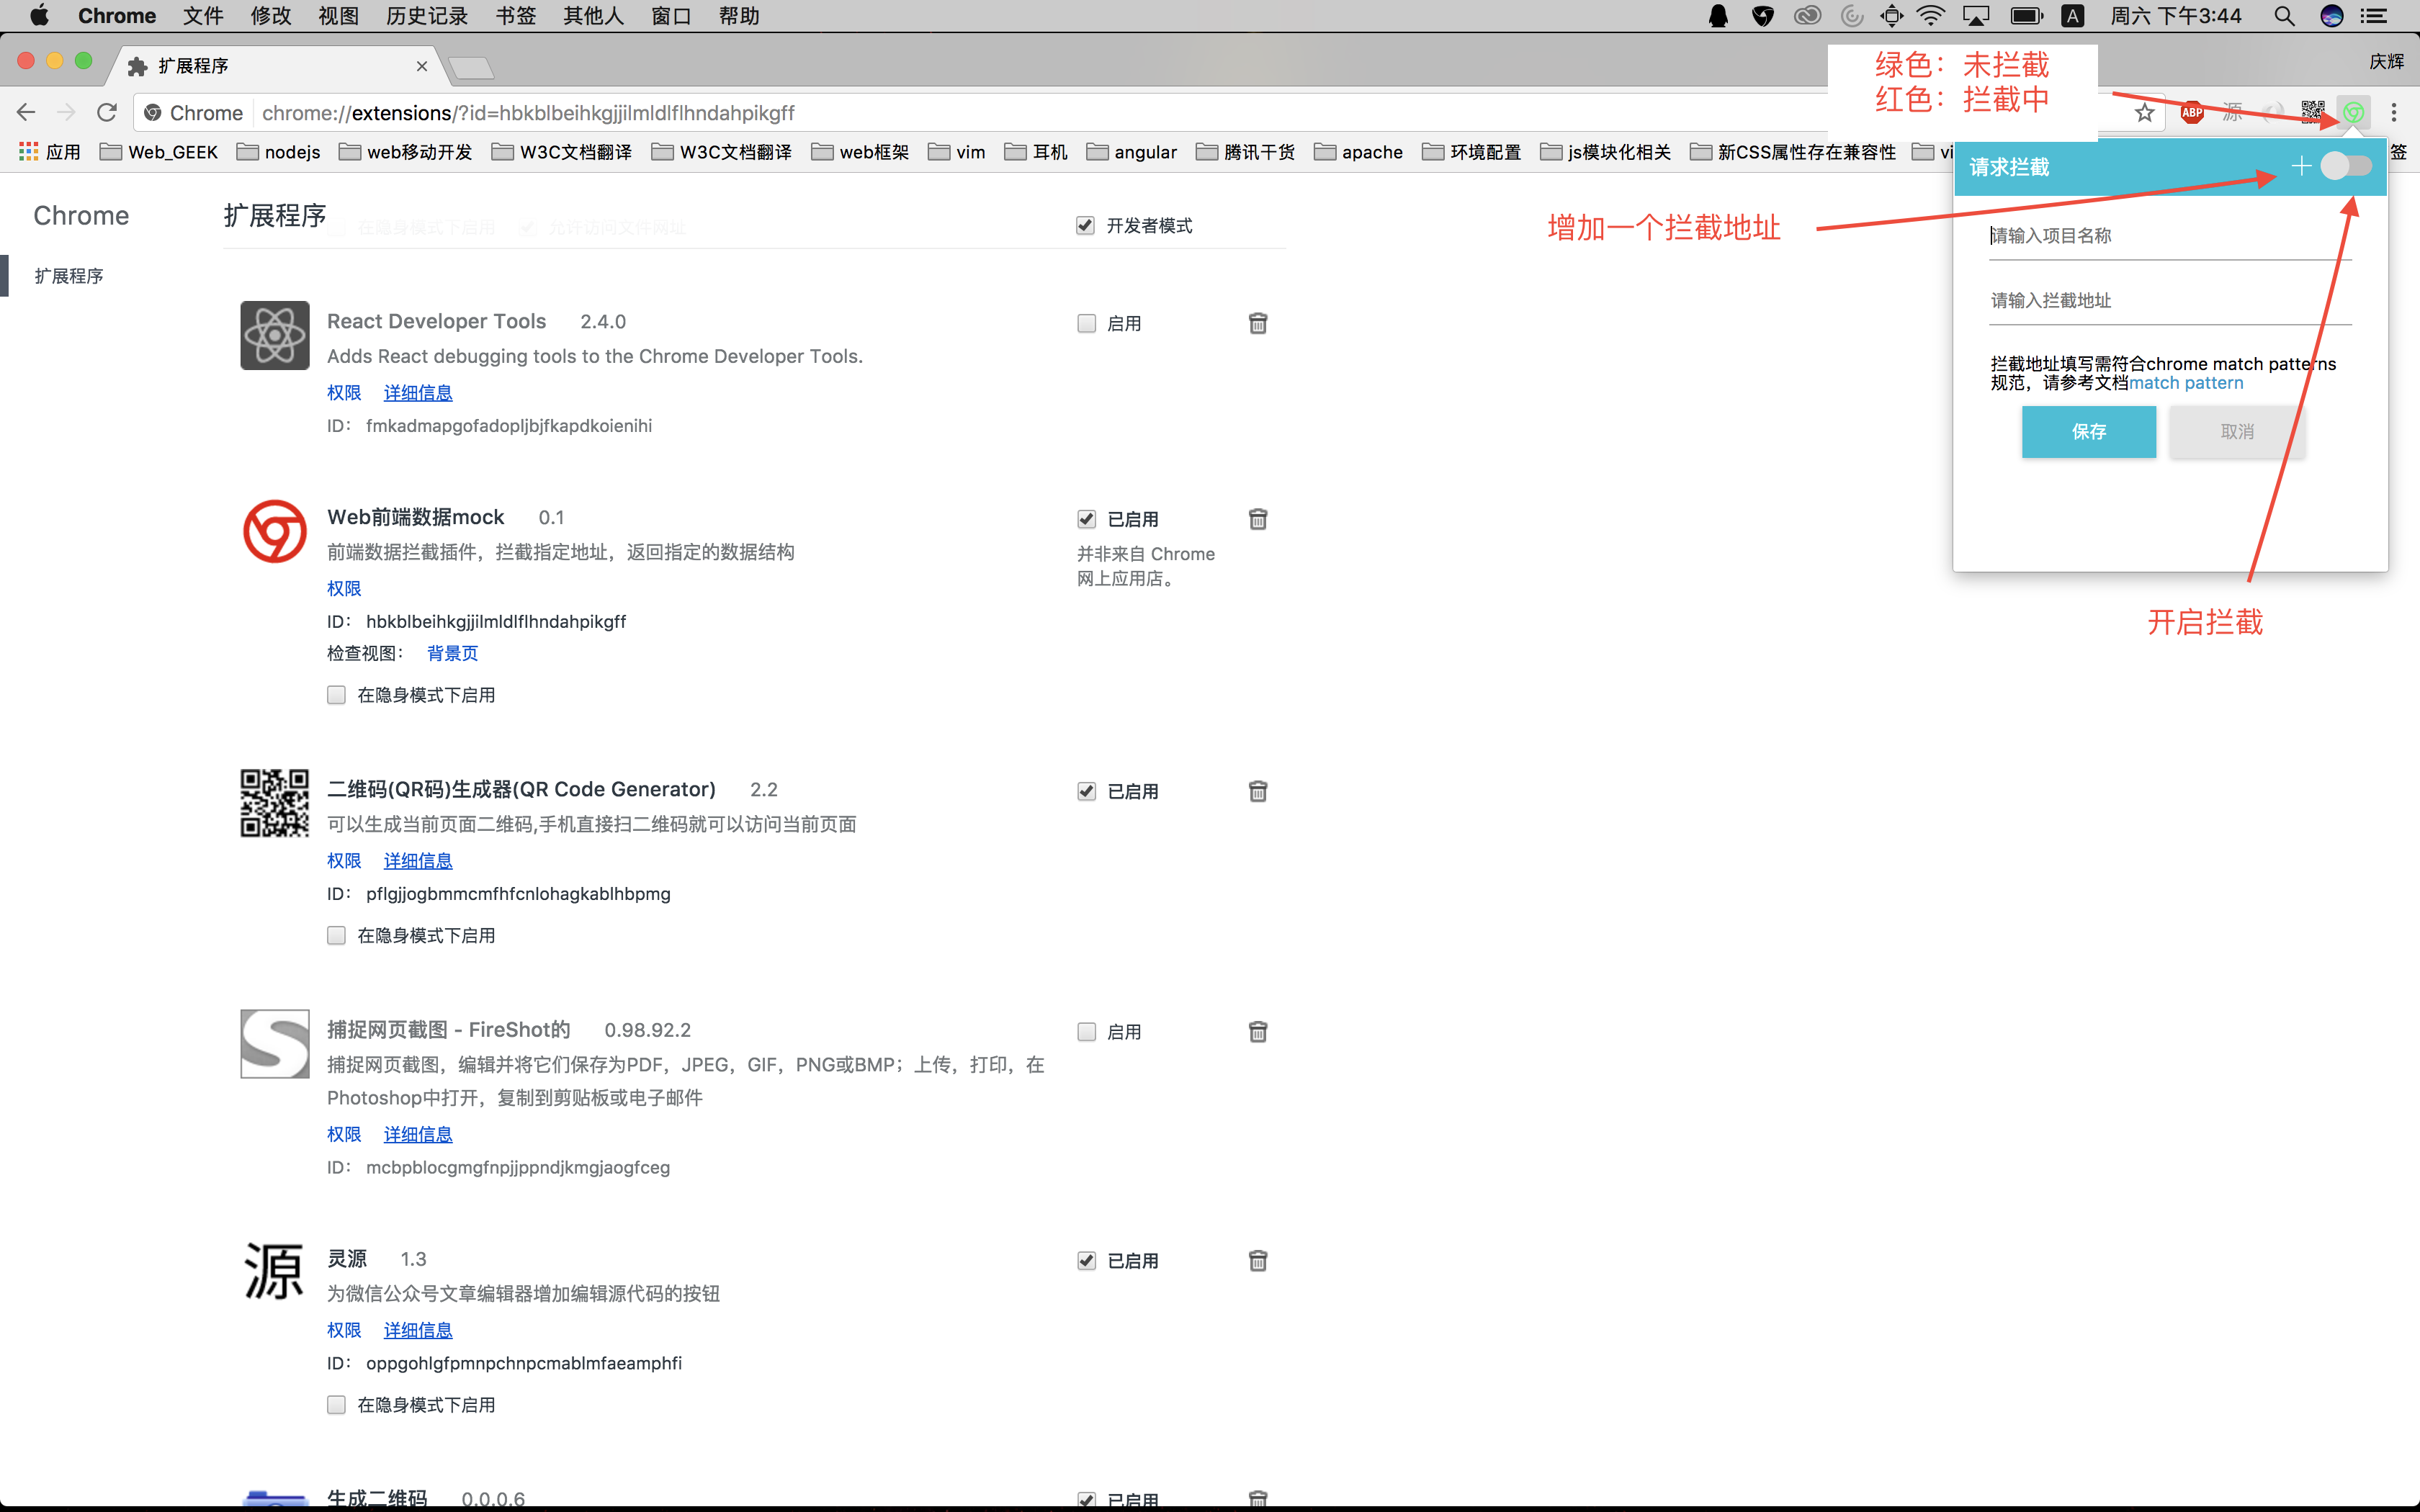 Chrome 文件 修改 视图 历史记录 书签 其他人 窗口 帮助 A 周六 下午3:44
扩展程序
庆辉
绿色：未拦截
红色：拦截中
Chrome chrome://extensions/?id=hbkblbeihkgjjilmldlflhndahpikgff ABP 源
应用 Web_GEEK nodejs web移动开发 W3C文档翻译 W3C文档翻译 web框架 vim 耳机 angular 腾讯干货 apache 环境配置 js模块化相关 新CSS属性存在兼容性 vi 签
请求拦截
增加一个拦截地址
请输入项目名称
请输入拦截地址
拦截地址填写需符合chrome match patterns
规范，请参考文档match pattern
保存 取消
开启拦截
Chrome
扩展程序
扩展程序
在隐身模式下启用 允许访问文件网址
开发者模式
React Developer Tools 2.4.0
启用
Adds React debugging tools to the Chrome Developer Tools.
权限 详细信息
ID： fmkadmapgofadopljbjfkapdkoienihi
Web前端数据mock 0.1
已启用
前端数据拦截插件，拦截指定地址，返回指定的数据结构
并非来自 Chrome
网上应用店。
权限
ID： hbkblbeihkgjjilmldlflhndahpikgff
检查视图： 背景页
在隐身模式下启用
二维码(QR码)生成器(QR Code Generator) 2.2
已启用
可以生成当前页面二维码,手机直接扫二维码就可以访问当前页面
权限 详细信息
ID： pflgjjogbmmcmfhfcnlohagkablhbpmg
在隐身模式下启用
捕捉网页截图 - FireShot的 0.98.92.2
启用
捕捉网页截图，编辑并将它们保存为PDF，JPEG，GIF，PNG或BMP；上传，打印，在
Photoshop中打开，复制到剪贴板或电子邮件
权限 详细信息
ID： mcbpblocgmgfnpjjppndjkmgjaogfceg
源
灵源 1.3
已启用
为微信公众号文章编辑器增加编辑源代码的按钮
权限 详细信息
ID： oppgohlgfpmnpchnpcmablmfaeamphfi
在隐身模式下启用
生成二维码 0.0.0.6
已启用